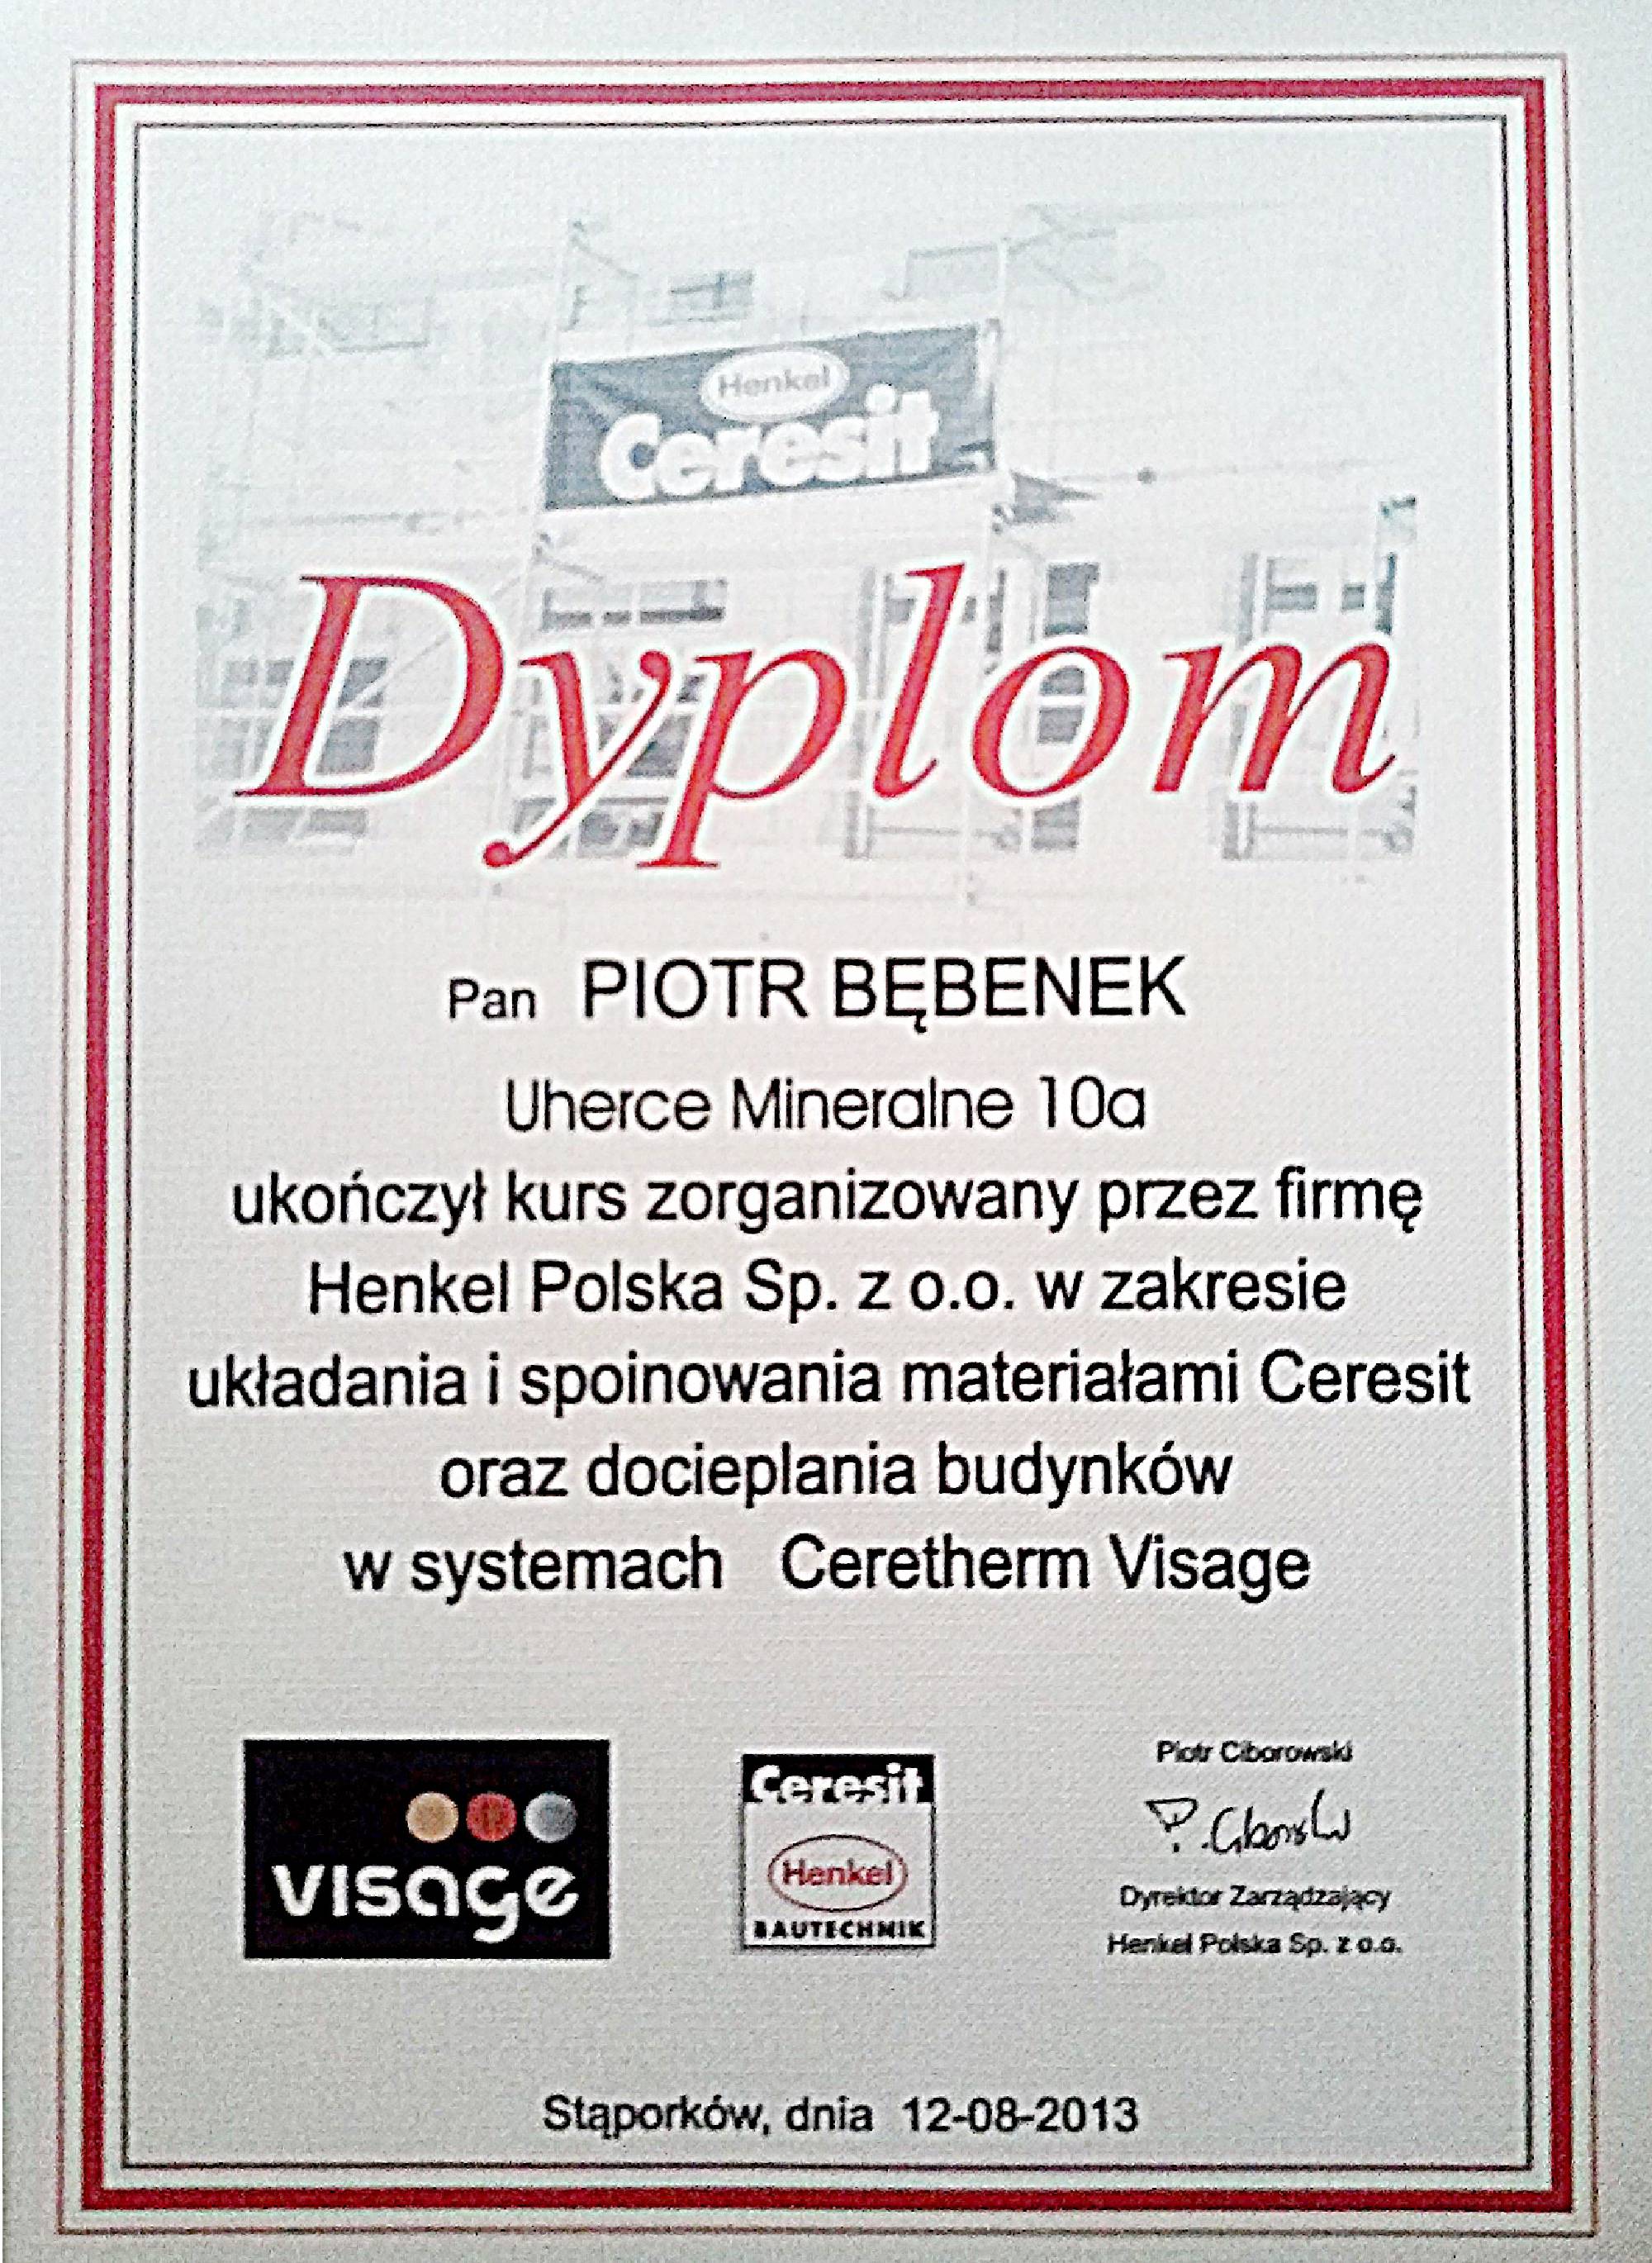 Henkel
Ceresit
Dyplom
Pan PIOTR BĘBENEK
Uherce Mineralne 10a
ukończył kurs zorganizowany przez firmę
Henkel Polska Sp. z o.o. w zakresie
układania i spoinowania materiałami Ceresit
oraz docieplania budynków
w systemach Ceretherm Visage
visage
Ceresit
Henkel
BAUTECHNIK
Piotr Ciborowski
P. Ciborowski
Dyrektor Zarządzający
Henkel Polska Sp. z o.o.
Stąporków, dnia 12-08-2013